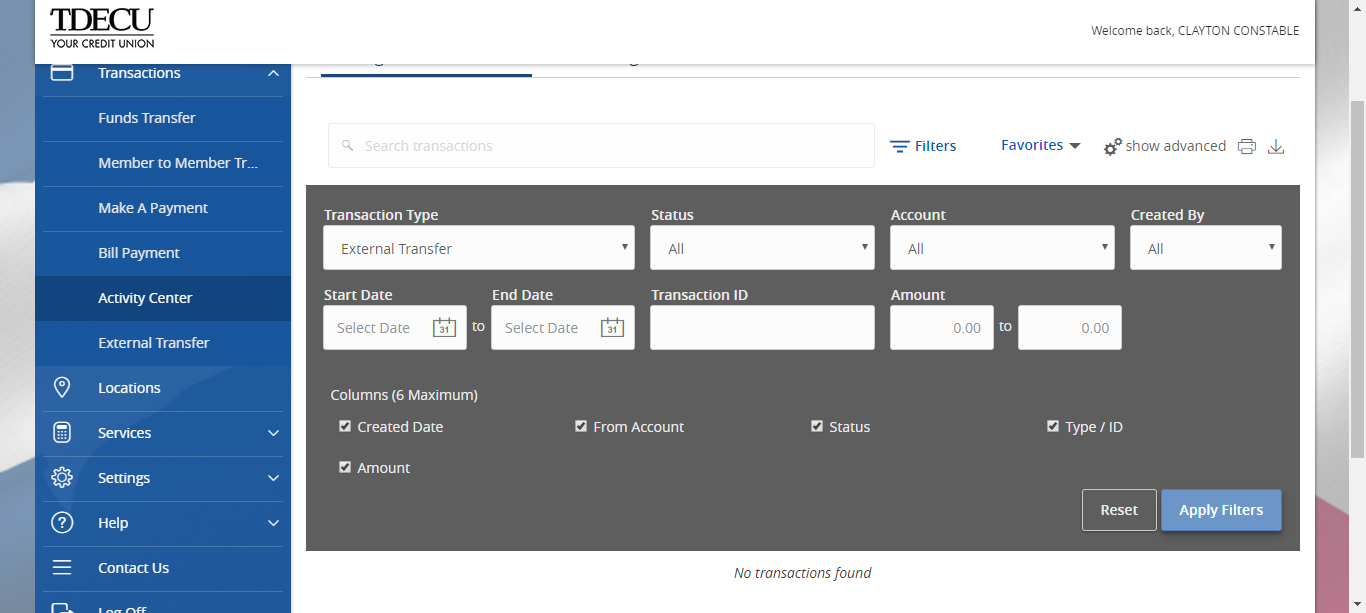 TDECU
YOUR CREDIT UNION
Welcome back, CLAYTON CONSTABLE
Transactions
Funds Transfer
Member to Member Tr...
Make A Payment
Bill Payment
Activity Center
External Transfer
Locations
Services
Settings
Help
Contact Us
Log Off
Search transactions
Filters
Favorites
show advanced
Transaction Type
Status
Account
Created By
External Transfer
All
All
All
Start Date
End Date
Transaction ID
Amount
Select Date
31
to
Select Date
31
0.00
to
0.00
Columns (6 Maximum)
Created Date
From Account
Status
Type / ID
Amount
Reset
Apply Filters
No transactions found